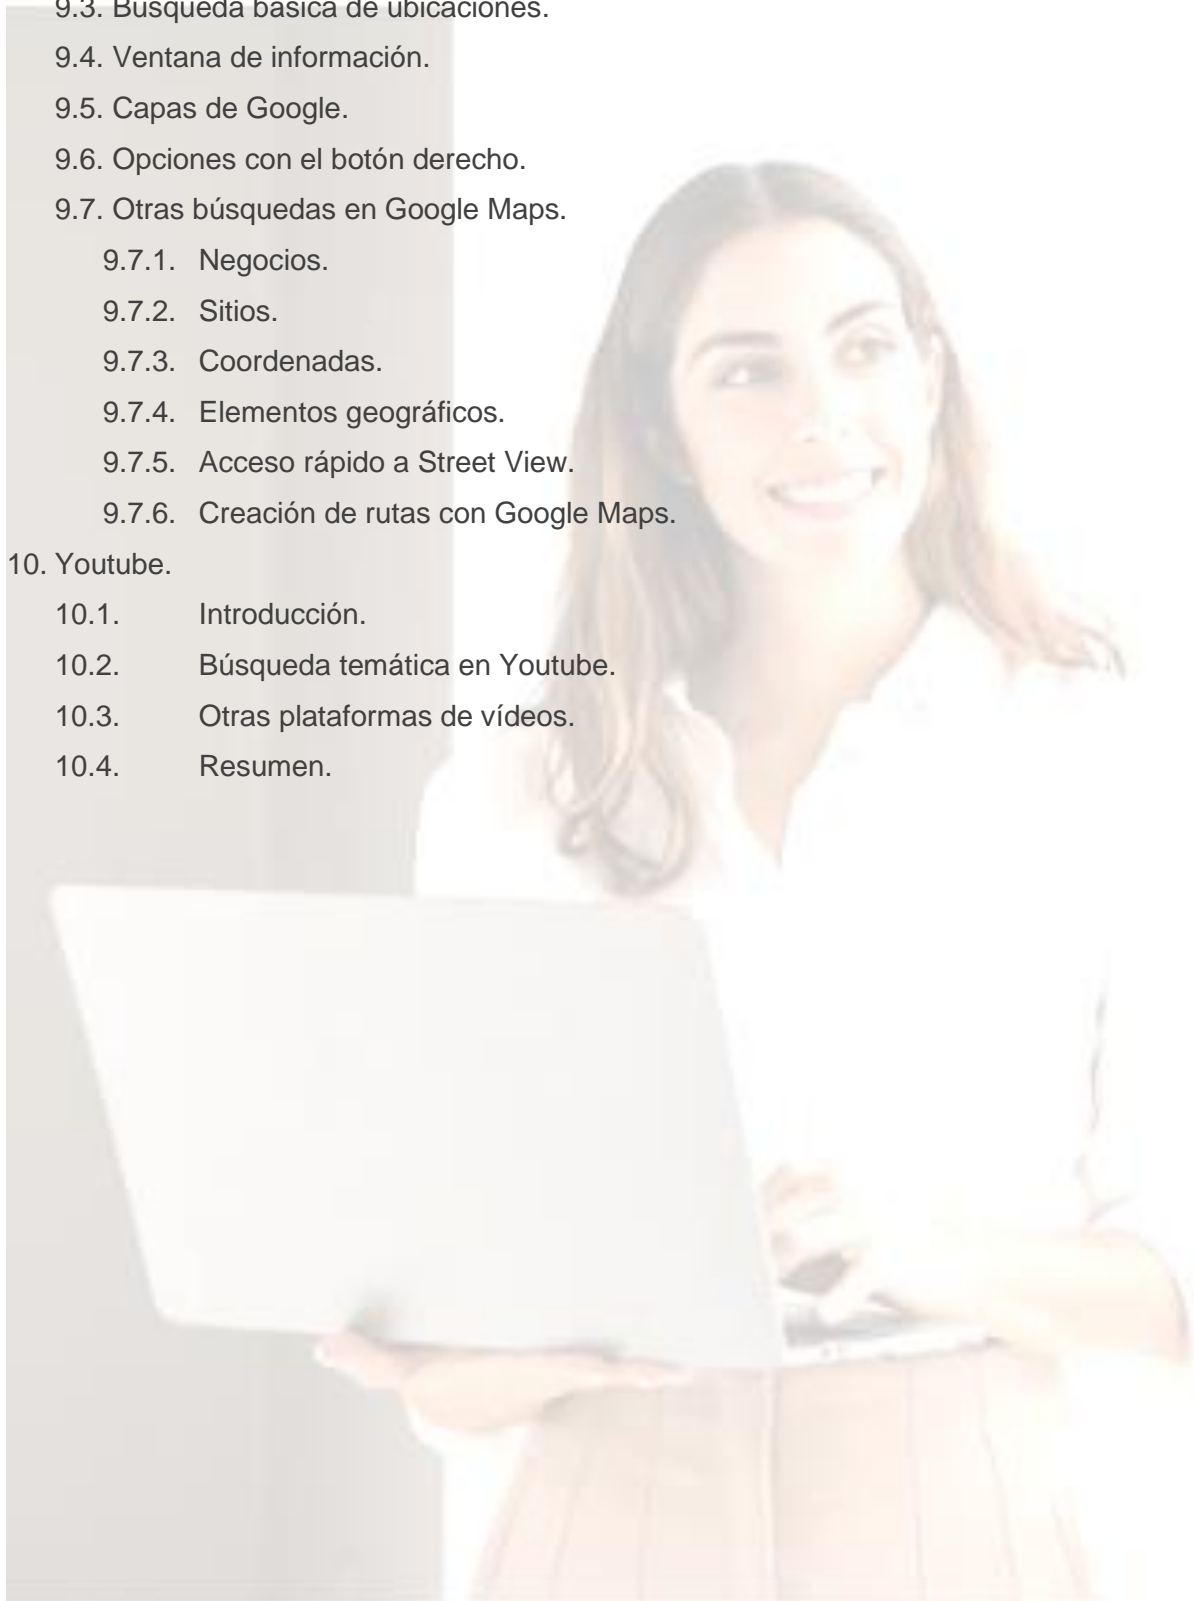 9.3. Búsqueda básica de ubicaciones.
9.4. Ventana de información.
9.5. Capas de Google.
9.6. Opciones con el botón derecho.
9.7. Otras búsquedas en Google Maps.
9.7.1. Negocios.
9.7.2. Sitios.
9.7.3. Coordenadas.
9.7.4. Elementos geográficos.
9.7.5. Acceso rápido a Street View.
9.7.6. Creación de rutas con Google Maps.
10. Youtube.
10.1. Introducción.
10.2. Búsqueda temática en Youtube.
10.3. Otras plataformas de vídeos.
10.4. Resumen.